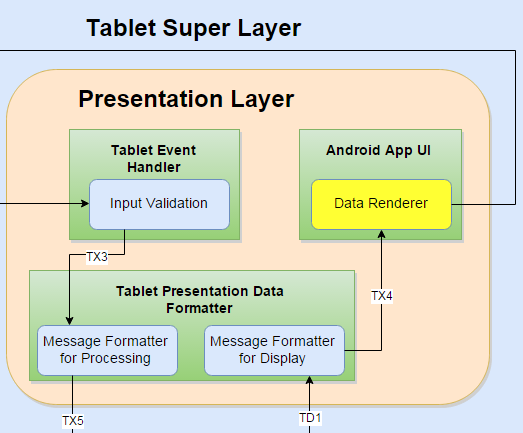 Tablet Super Layer
Presentation Layer
Tablet Event
Handler
Input Validation
Android App UI
Data Renderer
TX3
Tablet Presentation Data
Formatter
TX4
Message Formatter
for Processing
Message Formatter
for Display
TX5
TD1